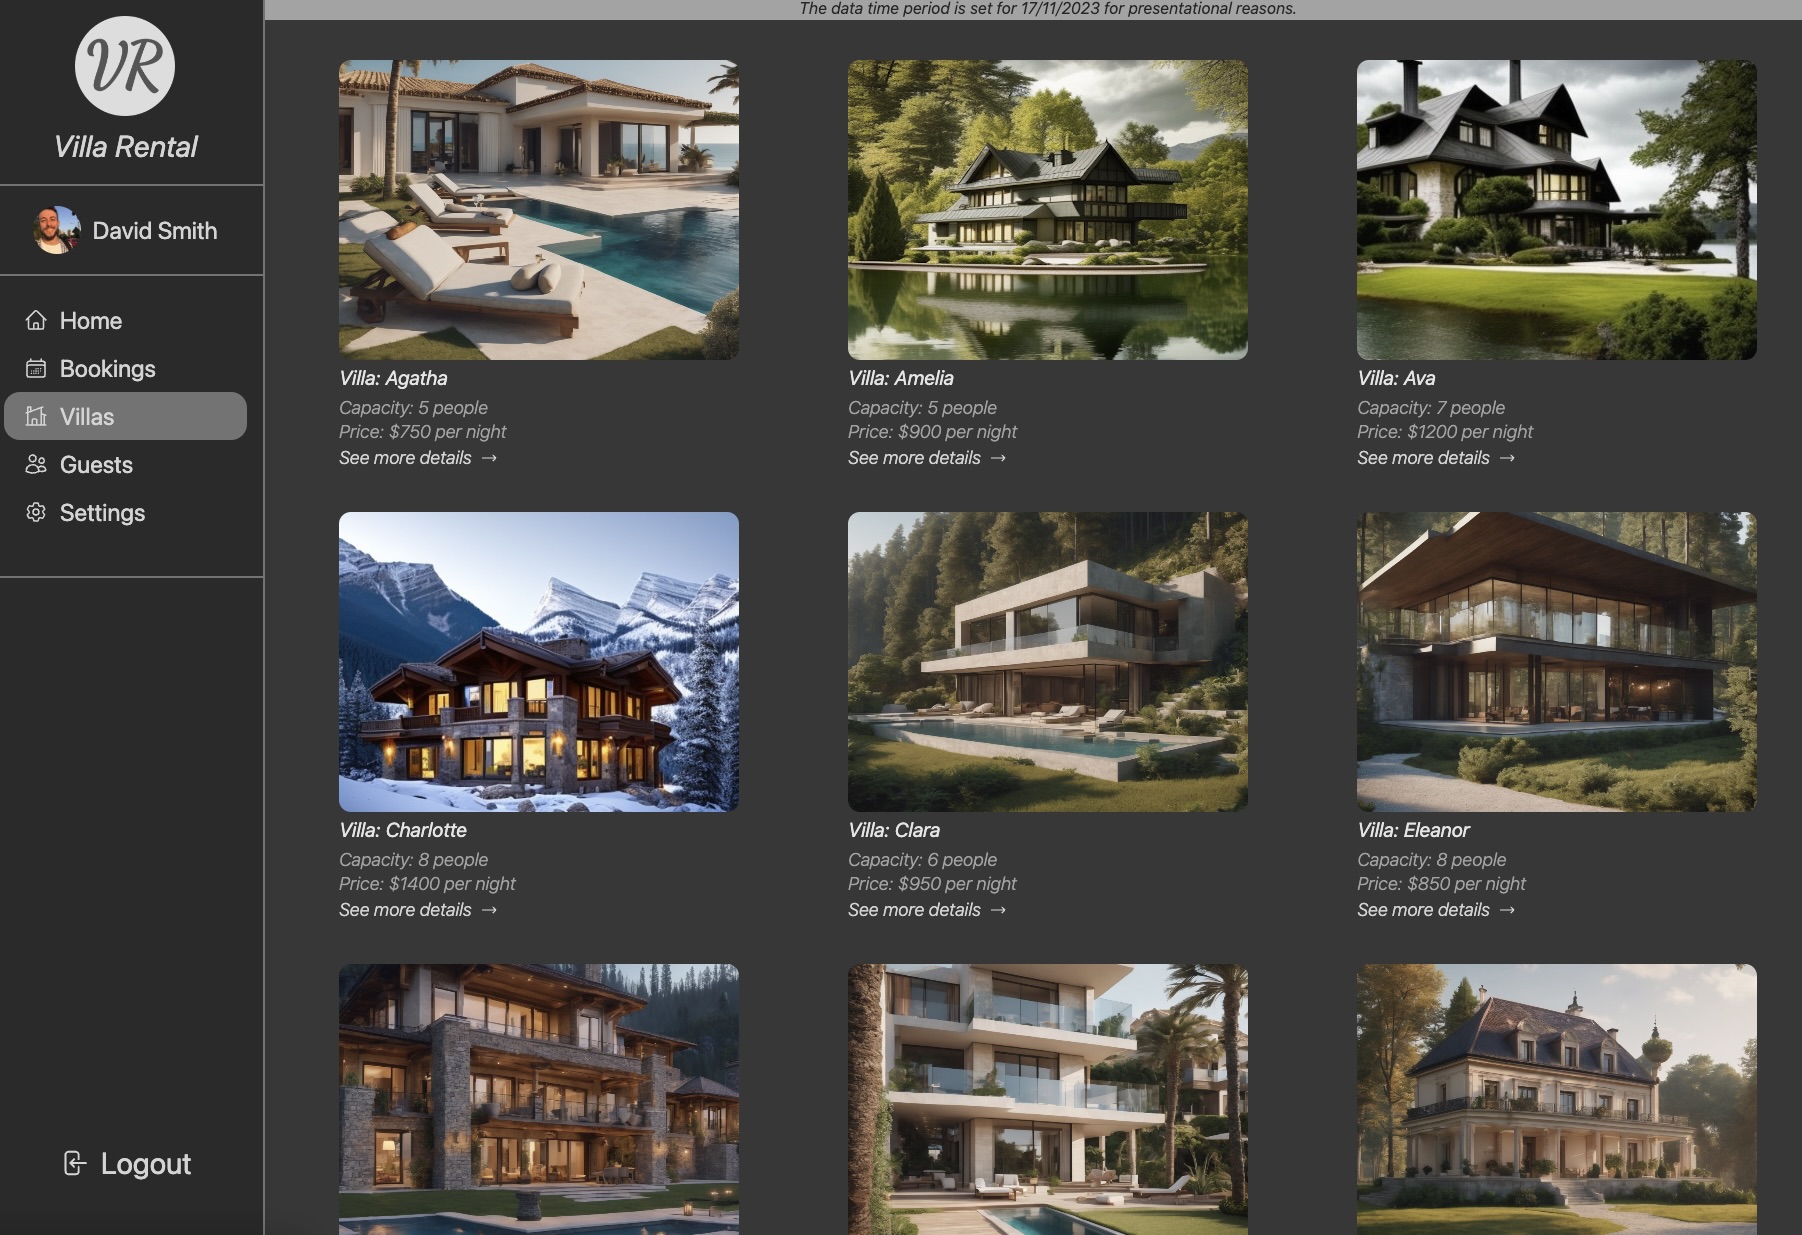 The data time period is set for 17/11/2023 for presentational reasons.
VR
Villa Rental
David Smith
Home
Bookings
Villas
Guests
Settings
Logout
Villa: Agatha
Capacity: 5 people
Price: $750 per night
See more details →
Villa: Amelia
Capacity: 5 people
Price: $900 per night
See more details →
Villa: Ava
Capacity: 7 people
Price: $1200 per night
See more details →
Villa: Charlotte
Capacity: 8 people
Price: $1400 per night
See more details →
Villa: Clara
Capacity: 6 people
Price: $950 per night
See more details →
Villa: Eleanor
Capacity: 8 people
Price: $850 per night
See more details →